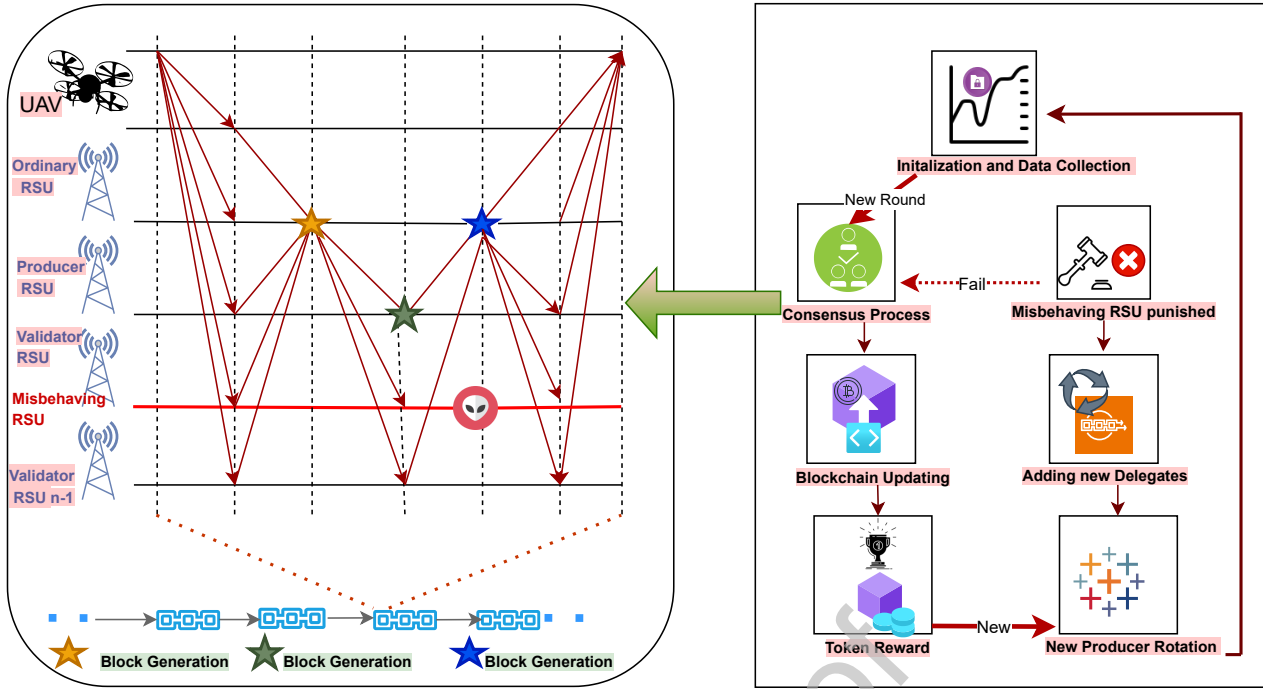 UAV
Ordinary
RSU
Producer
RSU
Validator
RSU
Misbehaving
RSU
Validator
RSU n-1
Block Generation
Block Generation
Block Generation
Initalization and Data Collection
New Round
Consensus Process
Fail
Misbehaving RSU punished
Blockchain Updating
Adding new Delegates
Token Reward
New
New Producer Rotation